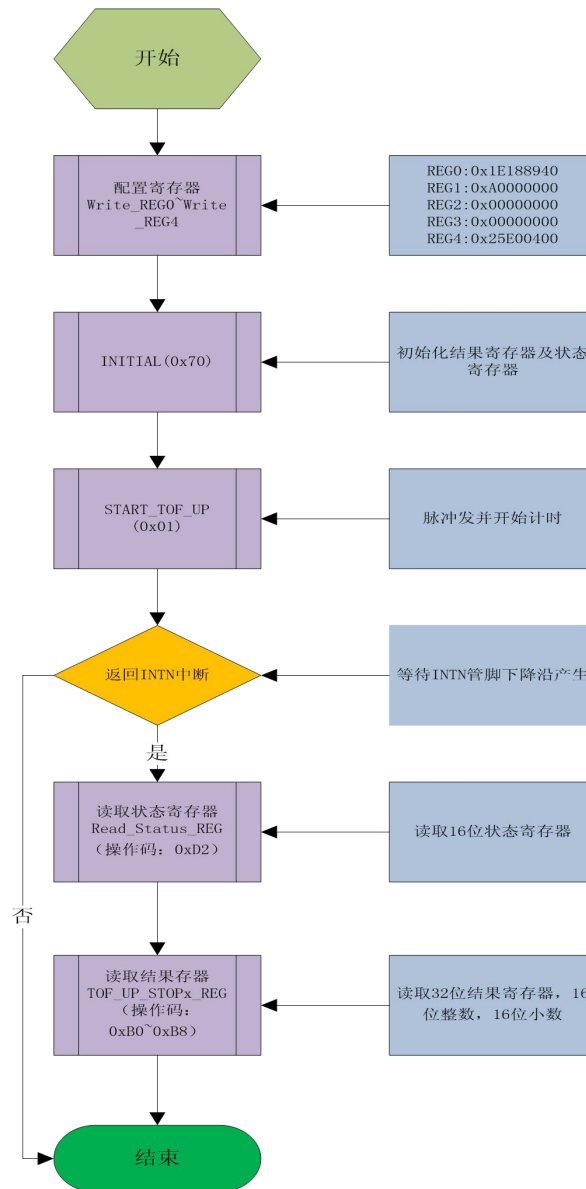 开始
配置寄存器
Write_REG0~Write
_REG4
REG0:0x1E188940
REG1:0xA0000000
REG2:0x00000000
REG3:0x00000000
REG4:0x25E00400
INITIAL(0x70)
初始化结果寄存器及状态
寄存器
START_TOF_UP
(0x01)
脉冲发并开始计时
返回INTN中断
等待INTN管脚下降沿产生
是
读取状态寄存器
Read_Status_REG
(操作码: 0xD2)
读取16位状态寄存器
否
读取结果存器
TOF_UP_STOPx_REG
(操作码:
0xB0~0xB8)
读取32位结果寄存器, 16
位整数, 16位小数
结束